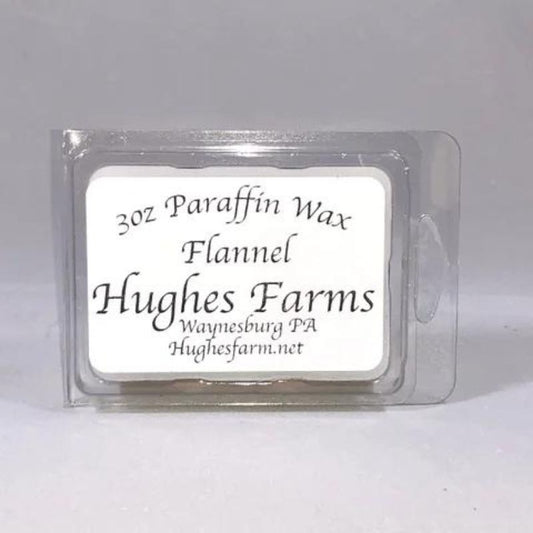 3oz Paraffin Wax
Flannel
Hughes Farms
Waynesburg PA
Hughesfarm.net